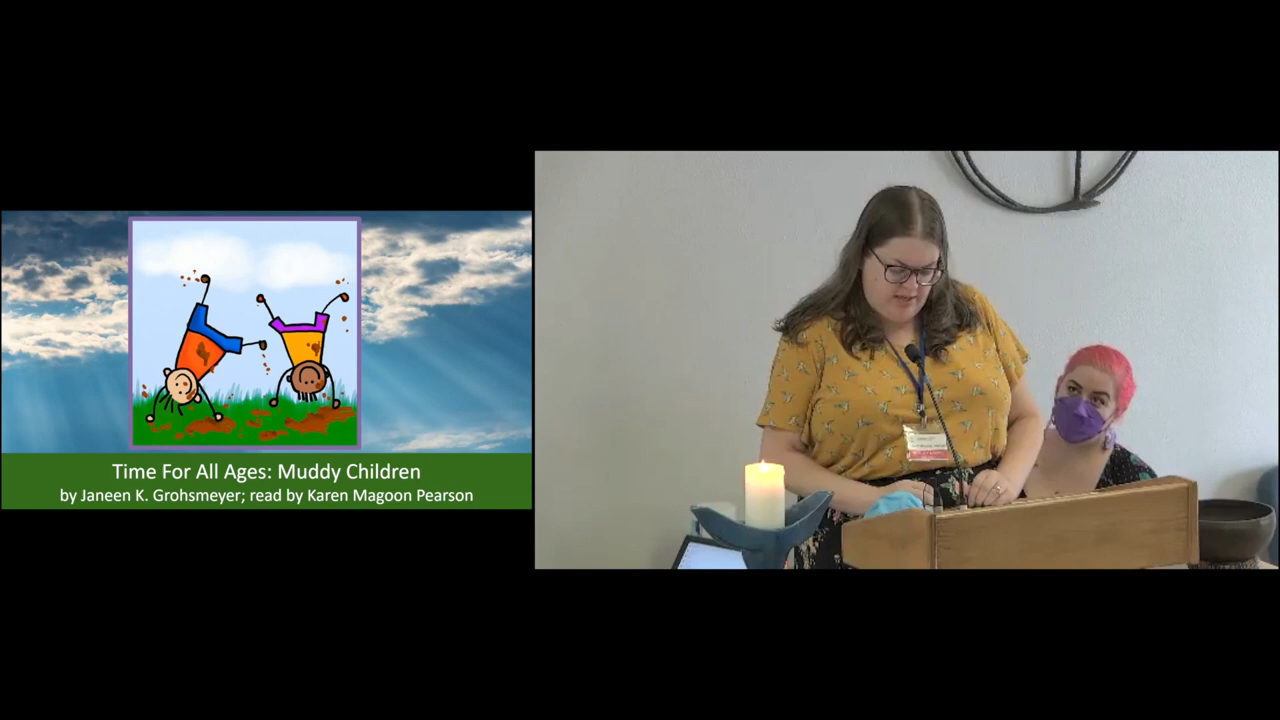 Time For All Ages: Muddy Children
by Janeen K. Grohsmeyer; read by Karen Magoon Pearson